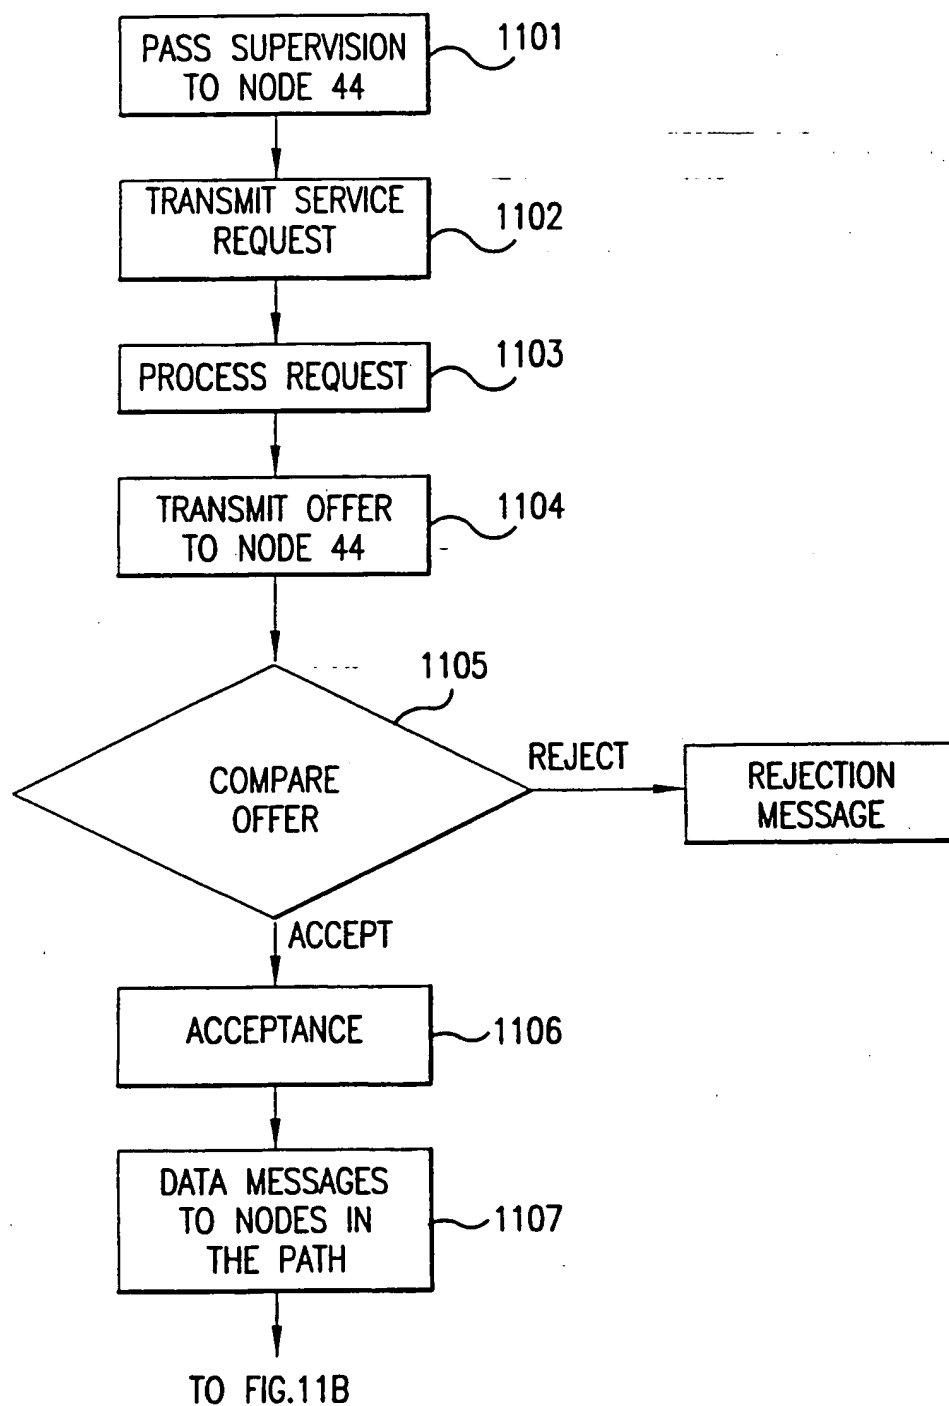 PASS SUPERVISION
TO NODE 44
1101
TRANSMIT SERVICE
REQUEST
1102
PROCESS REQUEST
1103
TRANSMIT OFFER
TO NODE 44
1104
1105
COMPARE
OFFER
REJECT
REJECTION
MESSAGE
ACCEPT
ACCEPTANCE
1106
DATA MESSAGES
TO NODES IN
THE PATH
1107
TO FIG.11B